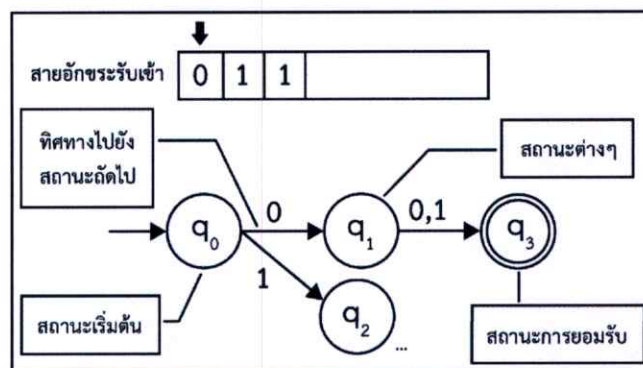 สายอักขระรับเข้า 0 1 1
ทิศทางไปยัง
สถานะถัดไป
สถานะต่างๆ
0
0,1
q0
q1
q3
1
q2
...
สถานะเริ่มต้น
สถานะการยอมรับ